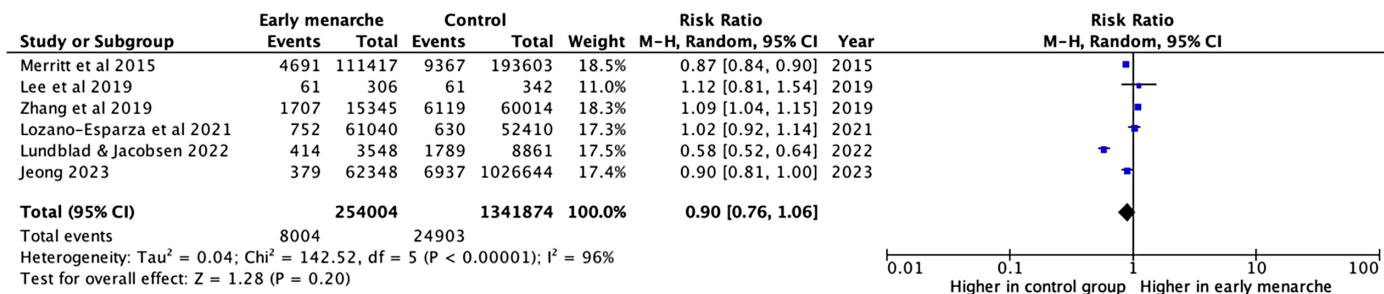 Early menarche Control Risk Ratio Risk Ratio
Study or Subgroup Events Total Events Total Weight M-H, Random, 95% CI Year M-H, Random, 95% CI
Merritt et al 2015 4691 111417 9367 193603 18.5% 0.87 [0.84, 0.90] 2015
Lee et al 2019 61 306 61 342 11.0% 1.12 [0.81, 1.54] 2019
Zhang et al 2019 1707 15345 6119 60014 18.3% 1.09 [1.04, 1.15] 2019
Lozano-Esparza et al 2021 752 61040 630 52410 17.3% 1.02 [0.92, 1.14] 2021
Lundblad & Jacobsen 2022 414 3548 1789 8861 17.5% 0.58 [0.52, 0.64] 2022
Jeong 2023 379 62348 6937 1026644 17.4% 0.90 [0.81, 1.00] 2023
Total (95% CI) 254004 1341874 100.0% 0.90 [0.76, 1.06]
Total events 8004 24903
Heterogeneity: Tau² = 0.04; Chi² = 142.52, df = 5 (P < 0.00001); I² = 96%
Test for overall effect: Z = 1.28 (P = 0.20)
0.01 0.1 1 10 100
Higher in control group Higher in early menarche